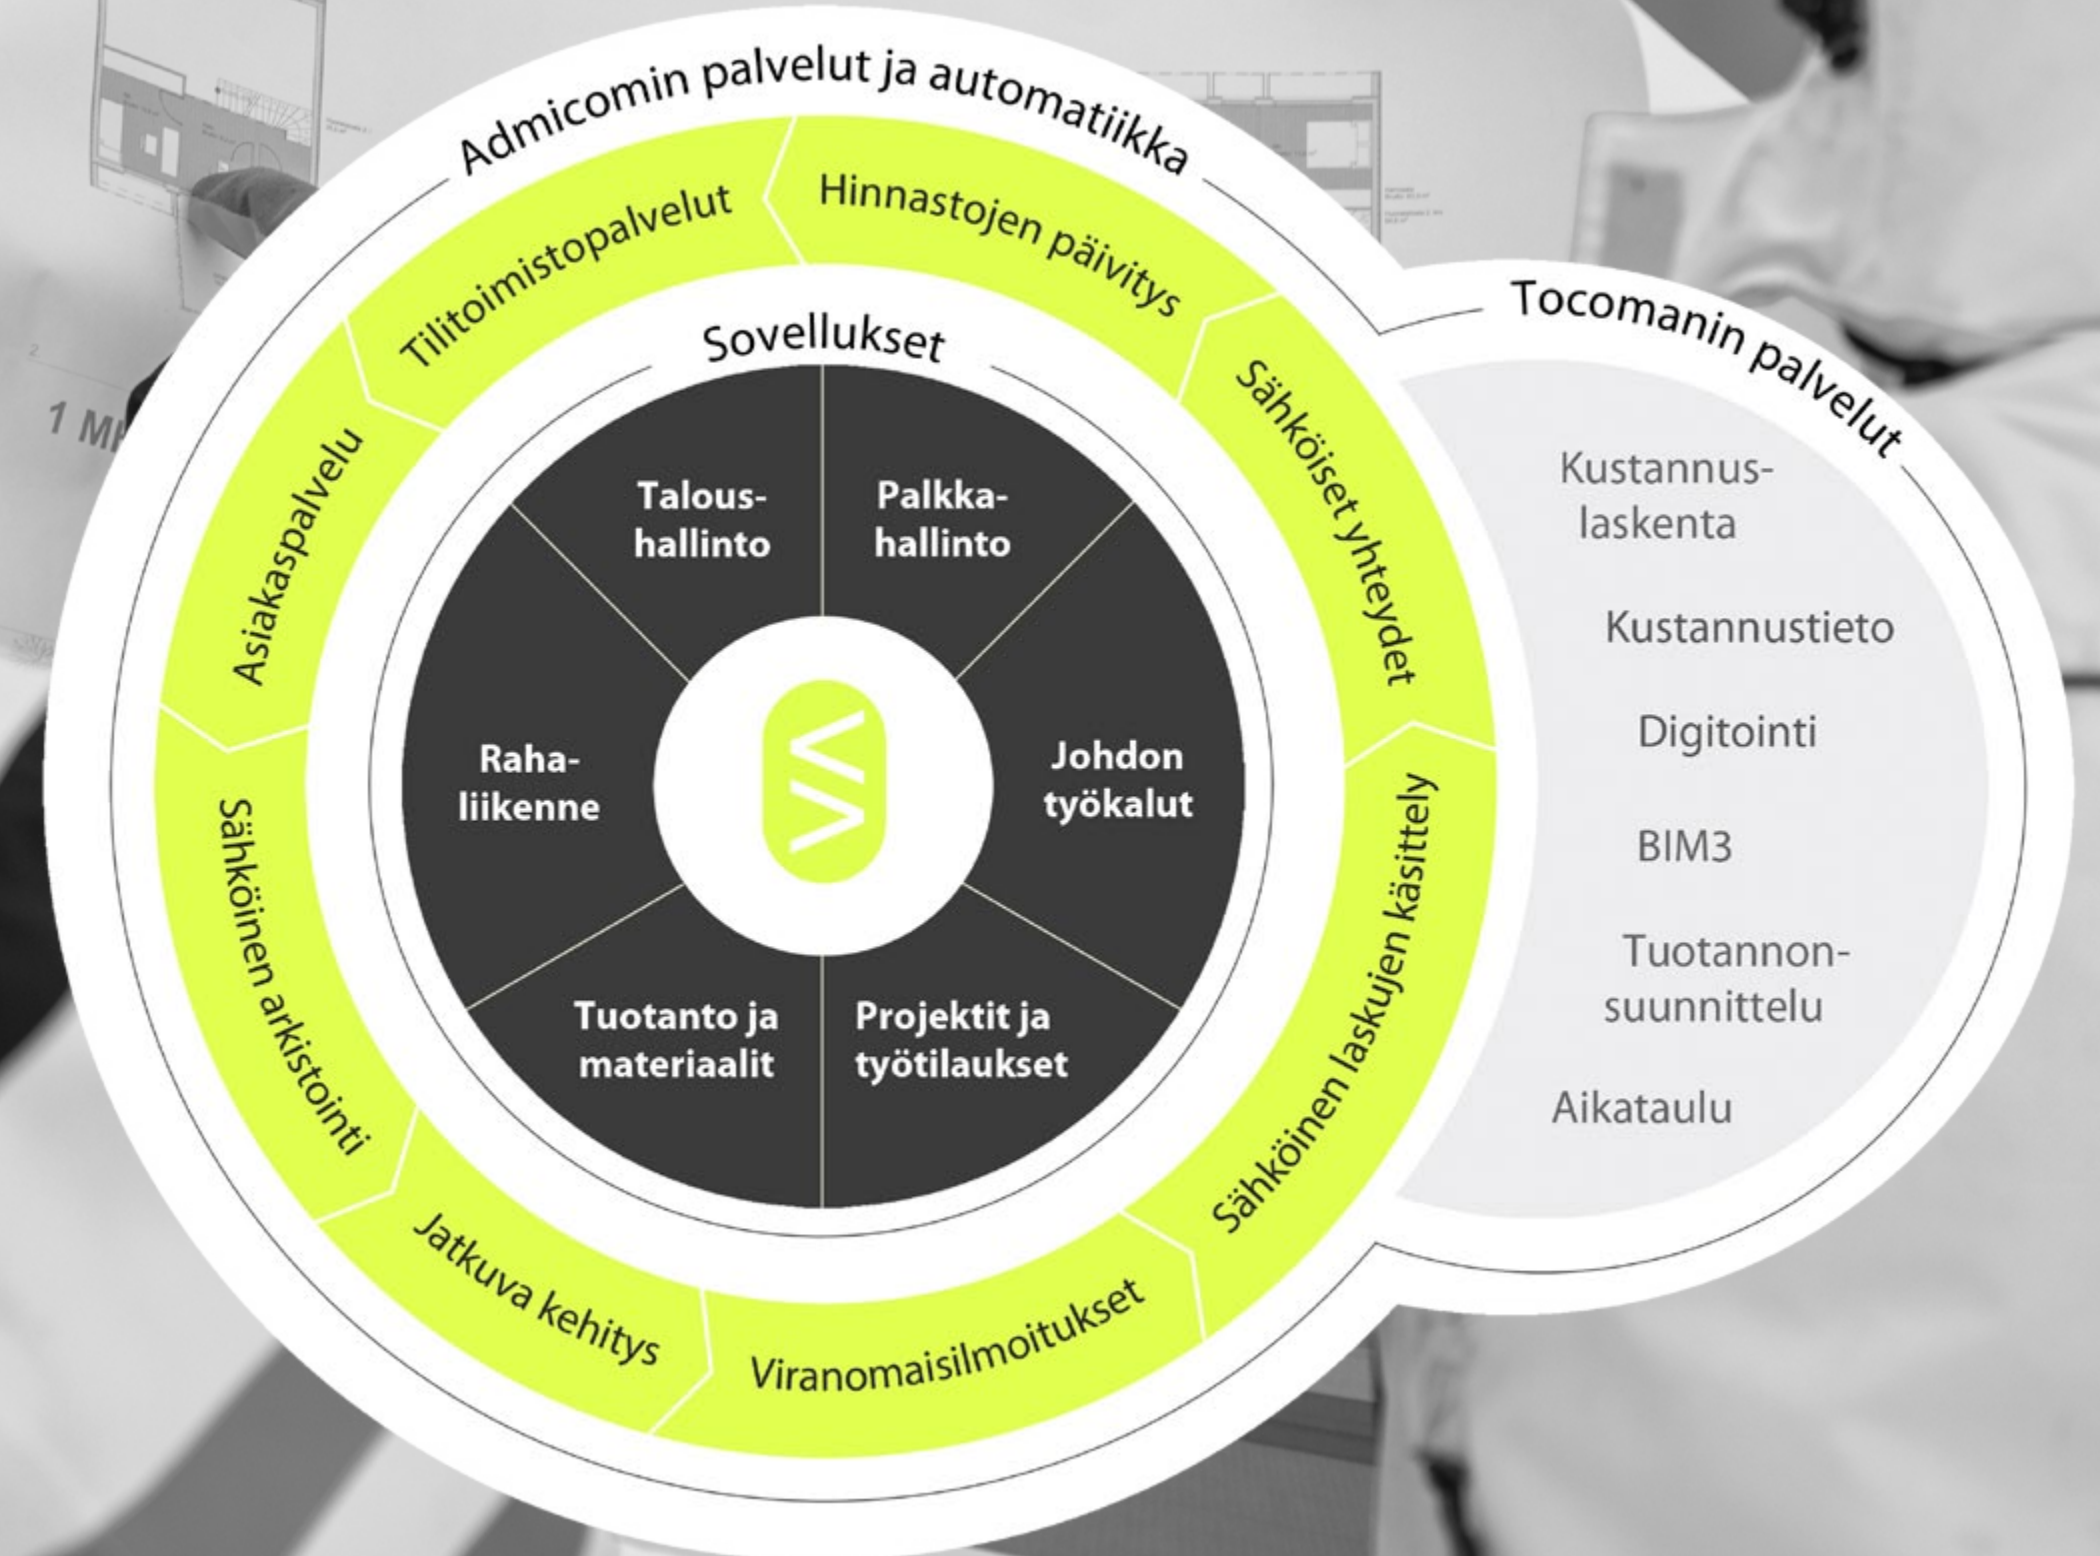 Admicomin palvelut ja automatiikka
Tilitoimistopalvelut
Hinnastojen päivitys
Sähköiset yhteydet
Sähköinen laskujen käsittely
Viranomaisilmoitukset
Jatkuva kehitys
Sähköinen arkistointi
Asiakaspalvelu
Sovellukset
Talous-
hallinto
Palkka-
hallinto
Johdon
työkalut
Projektit ja
työtilaukset
Tuotanto ja
materiaalit
Raha-
liikenne
Tocomanin palvelut
Kustannus-
laskenta
Kustannustieto
Digitointi
BIM3
Tuotannon-
suunnittelu
Aikataulu
2